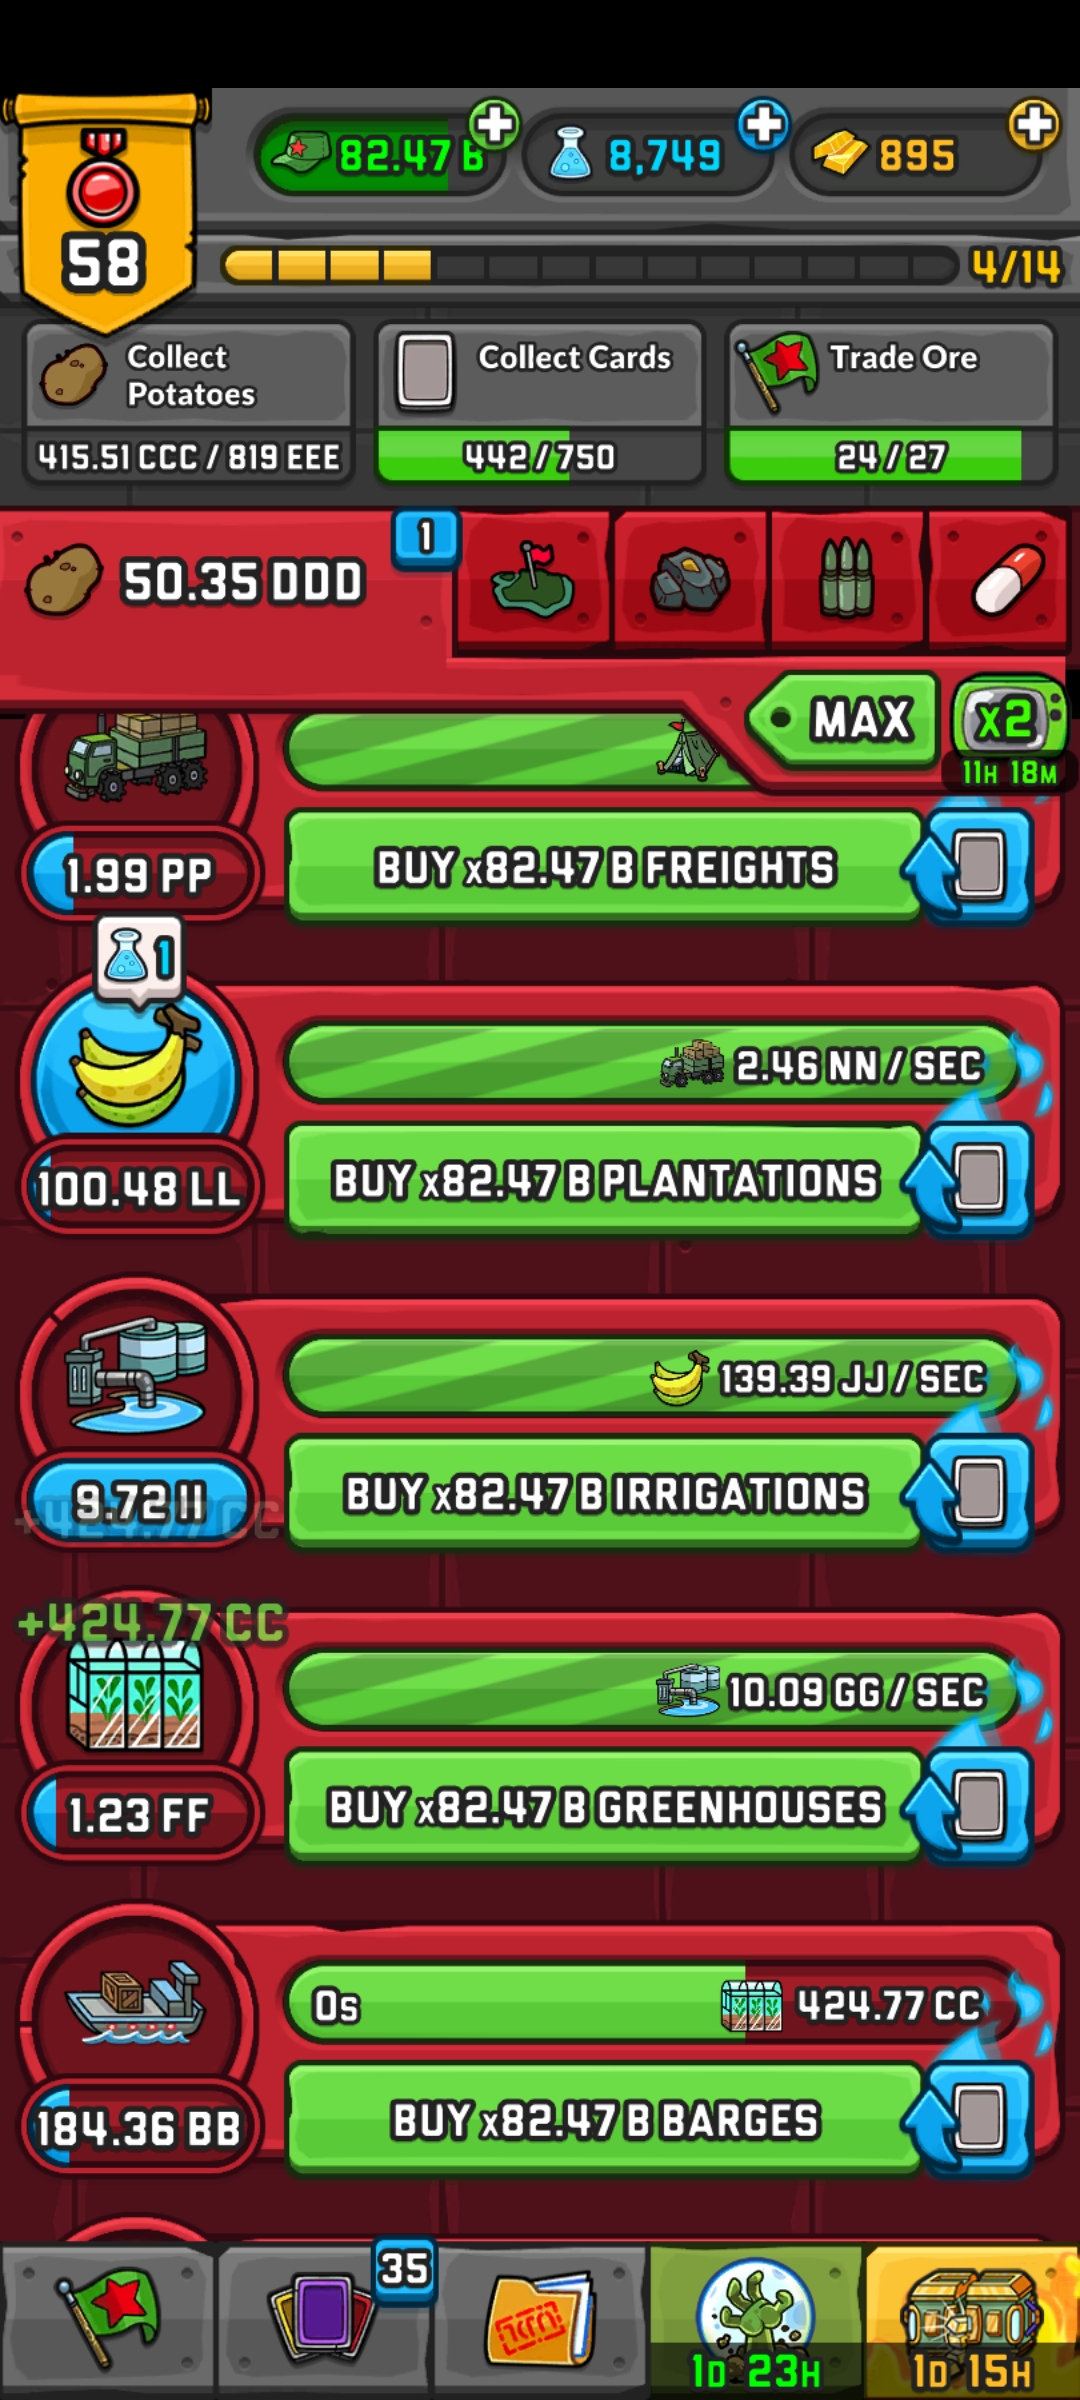 82.47 B
8,749
895
58
4/14
Collect
Potatoes
Collect Cards
Trade Ore
415.51 CCC / 819 EEE
442 / 750
24 / 27
1
50.35 DDD
MAX
x2
11H 18M
1.99 PP
BUY x82.47 B FREIGHTS
1
2.46 NN / SEC
100.48 LL
BUY x82.47 B PLANTATIONS
139.39 JJ / SEC
9.72 II
BUY x82.47 B IRRIGATIONS
+424.77 CC
+424.77 CC
10.09 GG / SEC
1.23 FF
BUY x82.47 B GREENHOUSES
0s
424.77 CC
184.36 BB
BUY x82.47 B BARGES
35
1D 23H
1D 15H